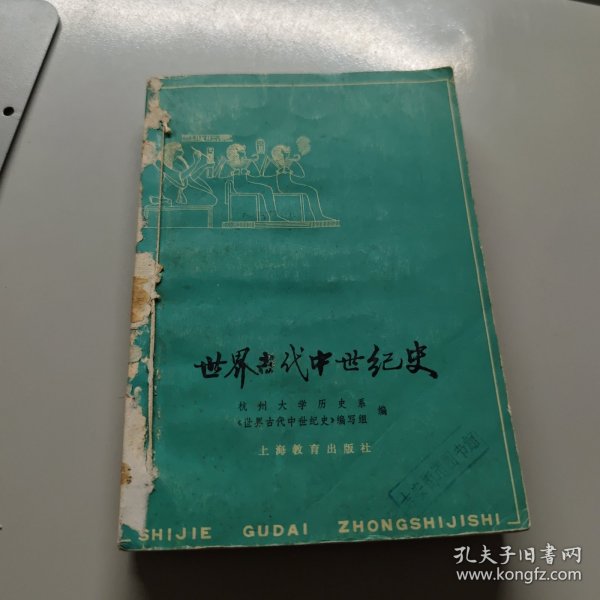 世界古代中世纪史
杭州大学历史系
《世界古代中世纪史》编写组 编
上海教育出版社
SHIJIE GUDAI ZHONGSHIJISHI
孔夫子旧书网
www.kongfz.com